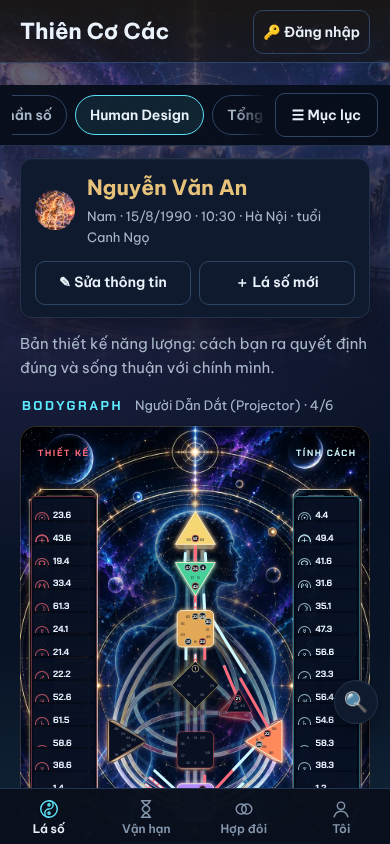 Thiên Cơ Các
🔑 Đăng nhập
ần số
Human Design
Tổng
☰ Mục lục
Nguyễn Văn An
Nam · 15/8/1990 · 10:30 · Hà Nội · tuổi
Canh Ngọ
✎ Sửa thông tin
+ Lá số mới
Bản thiết kế năng lượng: cách bạn ra quyết định
đúng và sống thuận với chính mình.
BODYGRAPH Người Dẫn Dắt (Projector) · 4/6
THIẾT KẾ
TÍNH CÁCH
23.6
4.4
43.6
49.4
19.4
41.6
33.4
31.6
61.3
35.1
24.1
47.3
21.4
56.6
22.2
23.3
52.6
56.4
61.5
54.6
58.6
58.3
38.6
38.6
Lá số
Vận hạn
Hợp đôi
Tôi